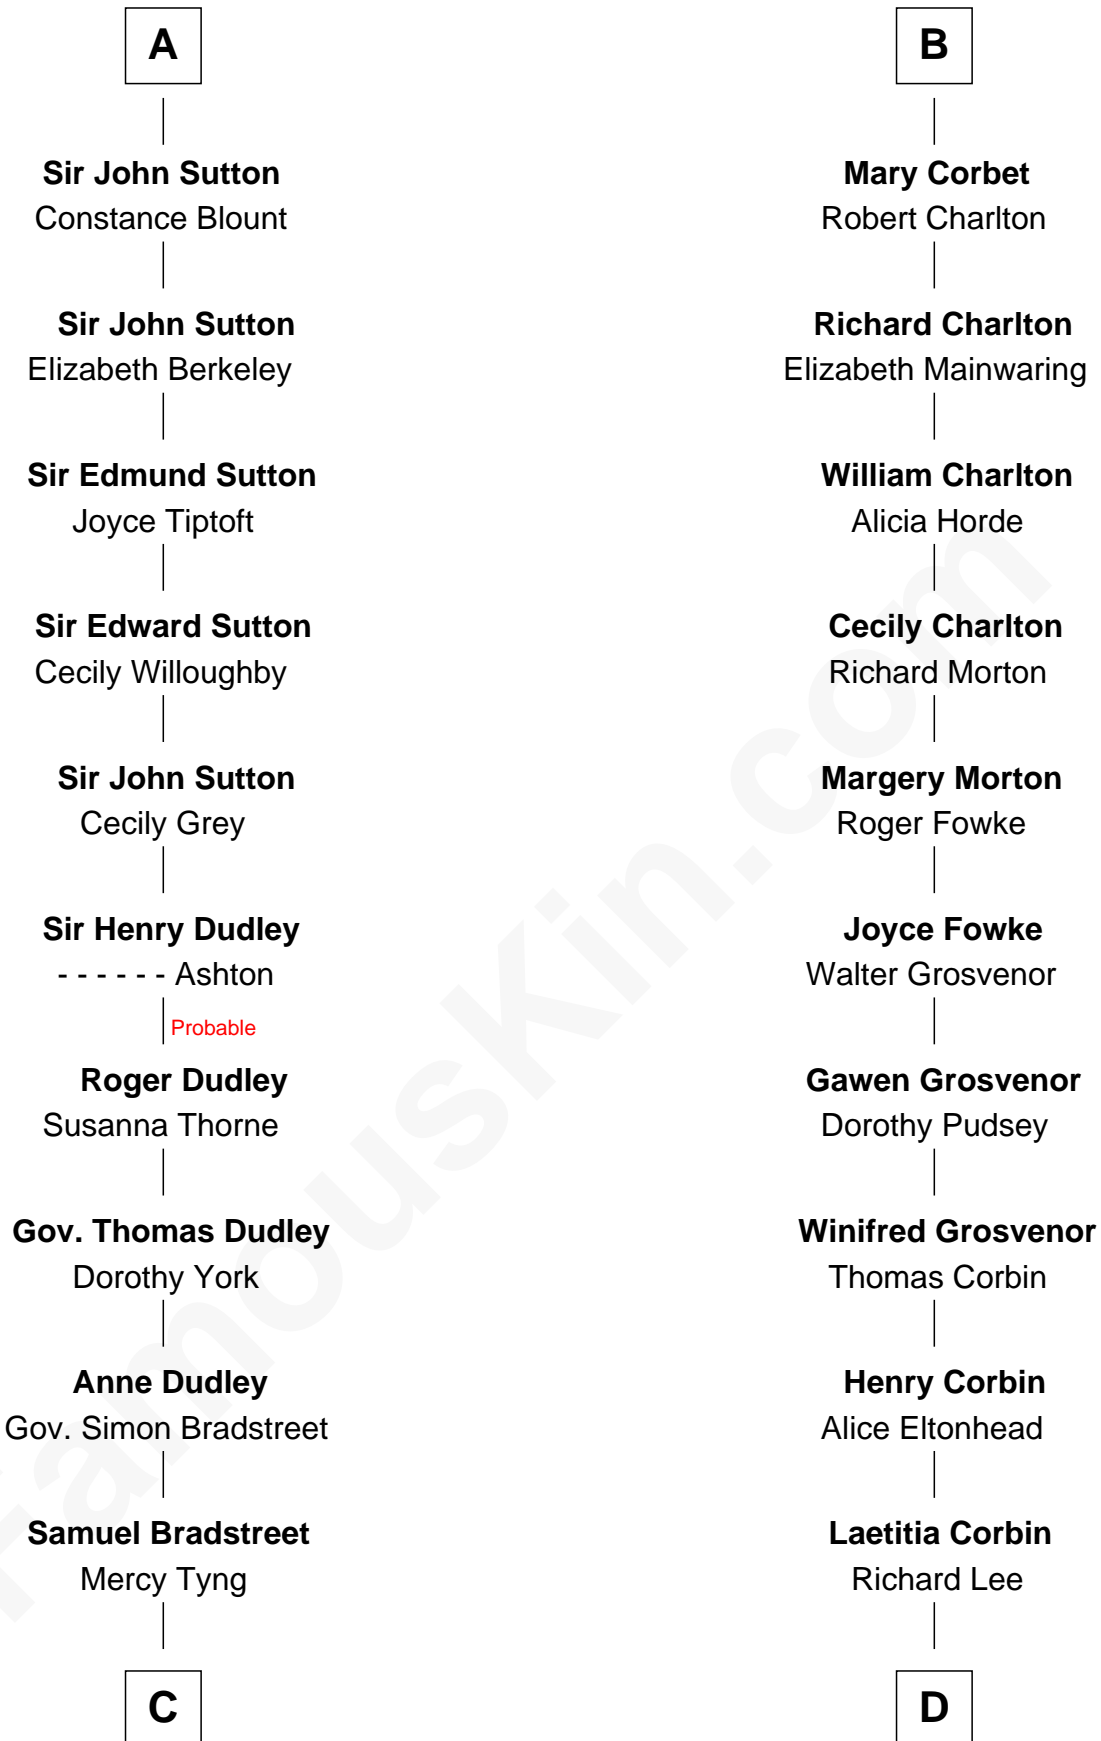 A
Sir John Sutton
Constance Blount
Sir John Sutton
Elizabeth Berkeley
Sir Edmund Sutton
Joyce Tiptoft
Sir Edward Sutton
Cecily Willoughby
Sir John Sutton
Cecily Grey
Sir Henry Dudley
- - - - - - Ashton
Probable
Roger Dudley
Susanna Thorne
Gov. Thomas Dudley
Dorothy York
Anne Dudley
Gov. Simon Bradstreet
Samuel Bradstreet
Mercy Tyng
C
B
Mary Corbet
Robert Charlton
Richard Charlton
Elizabeth Mainwaring
William Charlton
Alicia Horde
Cecily Charlton
Richard Morton
Margery Morton
Roger Fowke
Joyce Fowke
Walter Grosvenor
Gawen Grosvenor
Dorothy Pudsey
Winifred Grosvenor
Thomas Corbin
Henry Corbin
Alice Eltonhead
Laetitia Corbin
Richard Lee
D
FamousKin.com